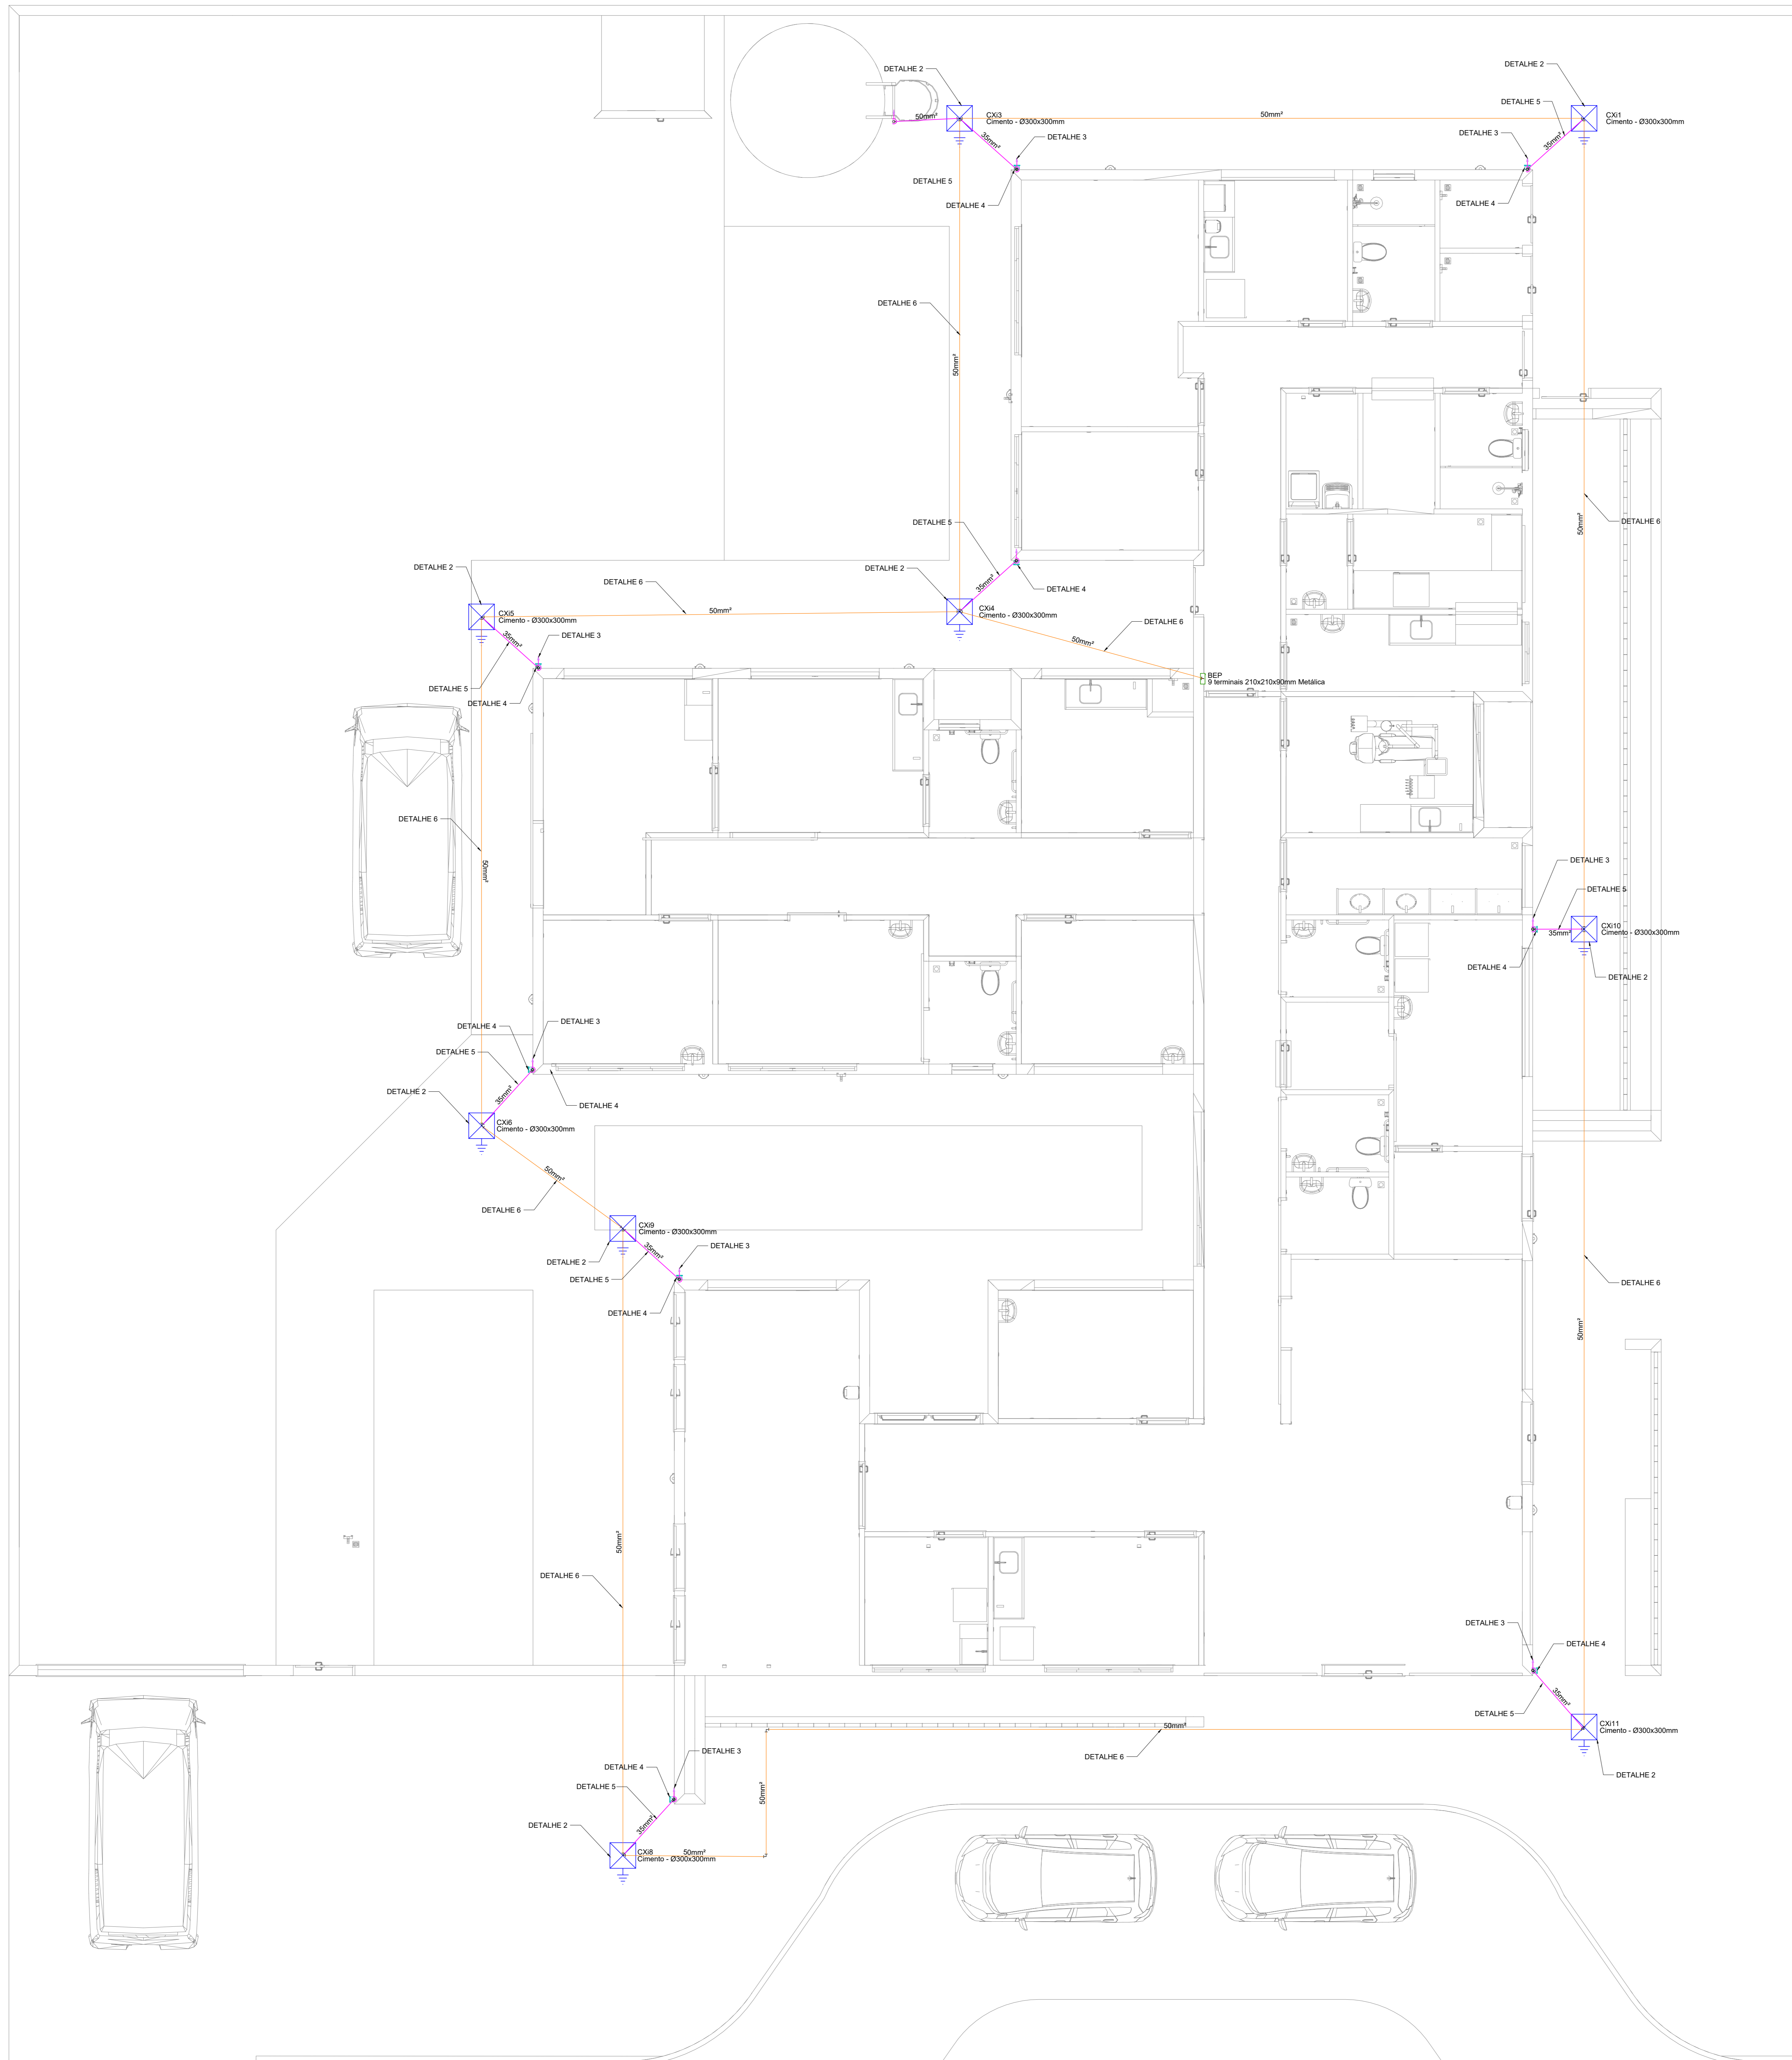 DETALHE 2
DETALHE 2
DETALHE 5
CXi3
Cimento - Ø300x300mm
50mm²
50mm²
CXi1
Cimento - Ø300x300mm
35mm²
DETALHE 3
DETALHE 3
35mm²
DETALHE 5
DETALHE 4
DETALHE 4
DETALHE 6
50mm²
DETALHE 5
50mm²
DETALHE 6
DETALHE 2
DETALHE 2
35mm²
DETALHE 6
DETALHE 4
CXi5
Cimento - Ø300x300mm
50mm²
CXi4
Cimento - Ø300x300mm
DETALHE 6
35mm²
DETALHE 3
50mm²
BEP
9 terminais 210x210x90mm Metálica
DETALHE 5
DETALHE 4
DETALHE 6
50mm²
DETALHE 3
DETALHE 5
CXi10
Cimento - Ø300x300mm
35mm²
DETALHE 4
DETALHE 2
DETALHE 4
DETALHE 3
DETALHE 5
DETALHE 2
35mm²
DETALHE 4
CXi6
Cimento - Ø300x300mm
50mm²
DETALHE 6
CXi9
Cimento - Ø300x300mm
35mm²
DETALHE 3
DETALHE 2
DETALHE 5
DETALHE 4
DETALHE 6
50mm²
50mm²
DETALHE 6
DETALHE 3
DETALHE 4
35mm²
DETALHE 5
CXi11
Cimento - Ø300x300mm
50mm²
DETALHE 6
DETALHE 2
DETALHE 3
DETALHE 4
DETALHE 5
50mm²
35mm²
DETALHE 2
CXi8
Cimento - Ø300x300mm
50mm²